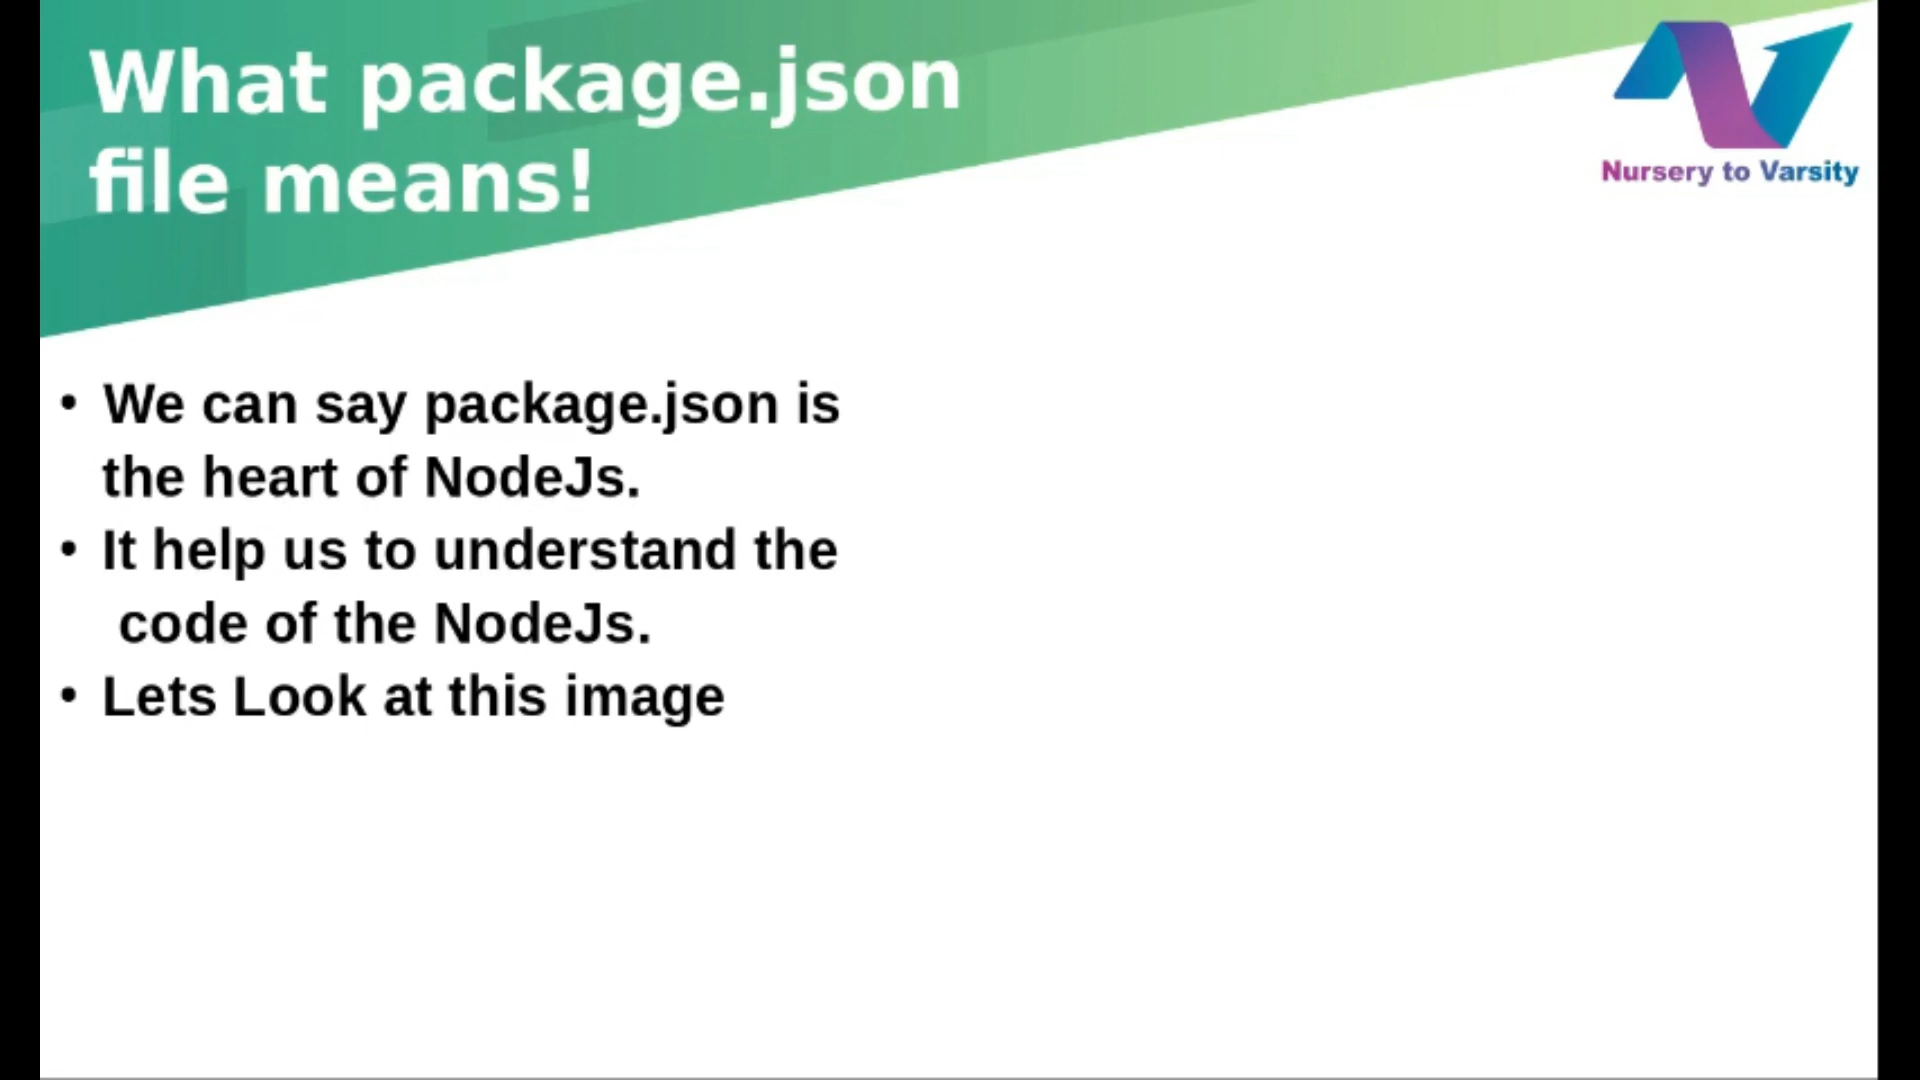 What package.json
file means!
Nursery to Varsity
• We can say package.json is
the heart of NodeJs.
• It help us to understand the
code of the NodeJs.
• Lets Look at this image